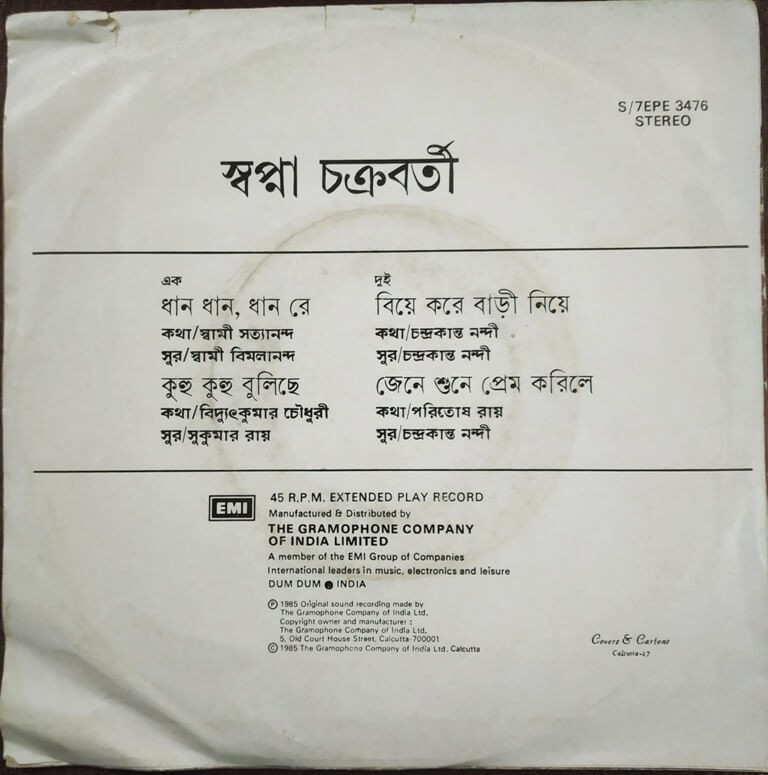 S/7EPE 3476
STEREO
স্বপ্না চক্রবর্তী
এক
ধান ধান, ধান রে
কথা/স্বামী সত্যানন্দ
সুর/স্বামী বিমলানন্দ
কুহু কুহু বুলিছে
কথা/বিদ্যুৎকুমার চৌধুরী
সুর/সুকুমার রায়
দুই
বিয়ে করে বাড়ী নিয়ে
কথা/চন্দ্রকান্ত নন্দী
সুর/চন্দ্রকান্ত নন্দী
জেনে শুনে প্রেম করিলে
কথা/পরিতোষ রায়
সুর/চন্দ্রকান্ত নন্দী
EMI
45 R.P.M. EXTENDED PLAY RECORD
Manufactured & Distributed by
THE GRAMOPHONE COMPANY
OF INDIA LIMITED
A member of the EMI Group of Companies
International leaders in music, electronics and leisure
DUM DUM ● INDIA
Ⓟ 1985 Original sound recording made by
The Gramophone Company of India Ltd.
Copyright owner and manufacturer :
The Gramophone Company of India Ltd.
5, Old Court House Street, Calcutta-700001
© 1985 The Gramophone Company of India Ltd. Calcutta
Covers & Cartons
Calcutta-17